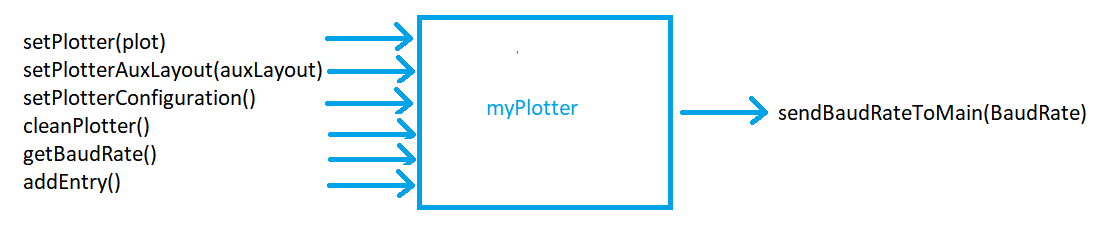 setPlotter(plot)
setPlotterAuxLayout(auxLayout)
setPlotterConfiguration()
cleanPlotter()
getBaudRate()
addEntry()
myPlotter
sendBaudRateToMain(BaudRate)